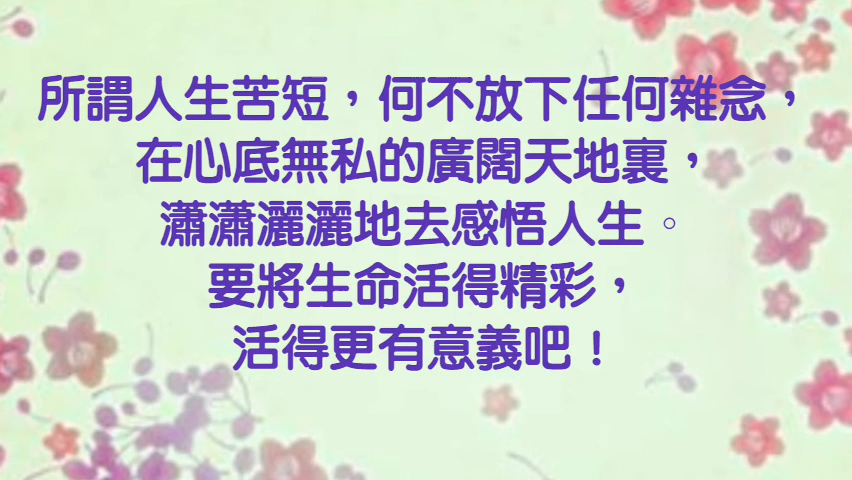 所謂人生苦短，何不放下任何雜念，
在心底無私的廣闊天地裏，
瀟瀟灑灑地去感悟人生。
要將生命活得精彩，
活得更有意義吧！